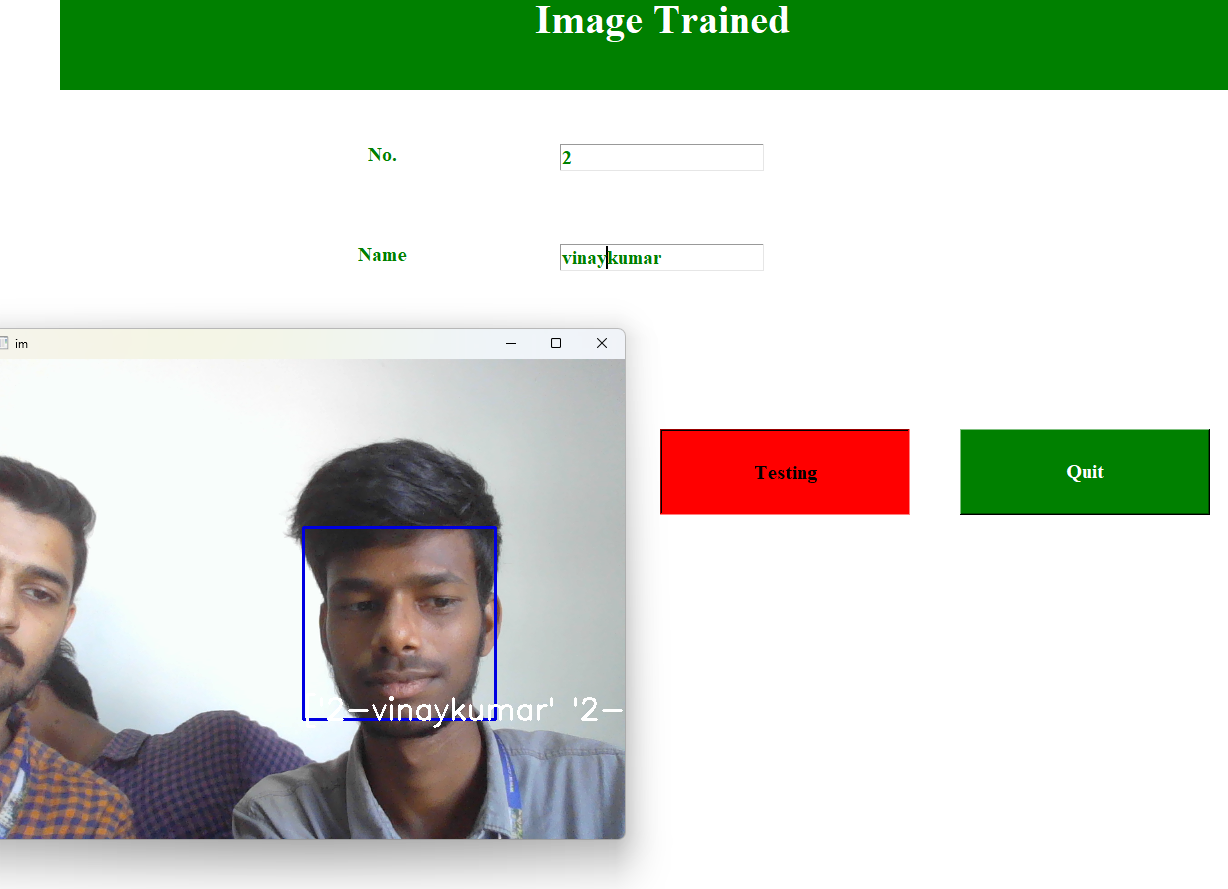 Image Trained
No.
2
Name
vinaykumar
im
Testing
Quit
['2-vinaykumar' '2-